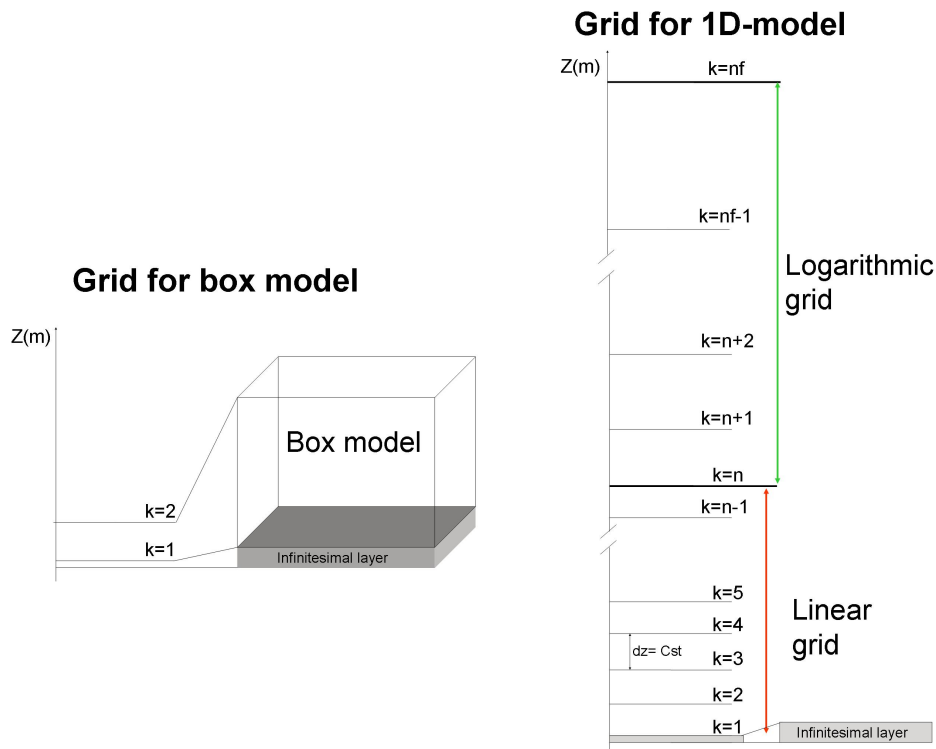 Grid for 1D-model
Z(m)
k=nf
k=nf-1
Logarithmic
grid
k=n+2
k=n+1
k=n
k=n-1
k=5
k=4
dz= Cst
k=3
k=2
k=1
Linear
grid
Infinitesimal layer
Grid for box model
Z(m)
Box model
k=2
k=1
Infinitesimal layer